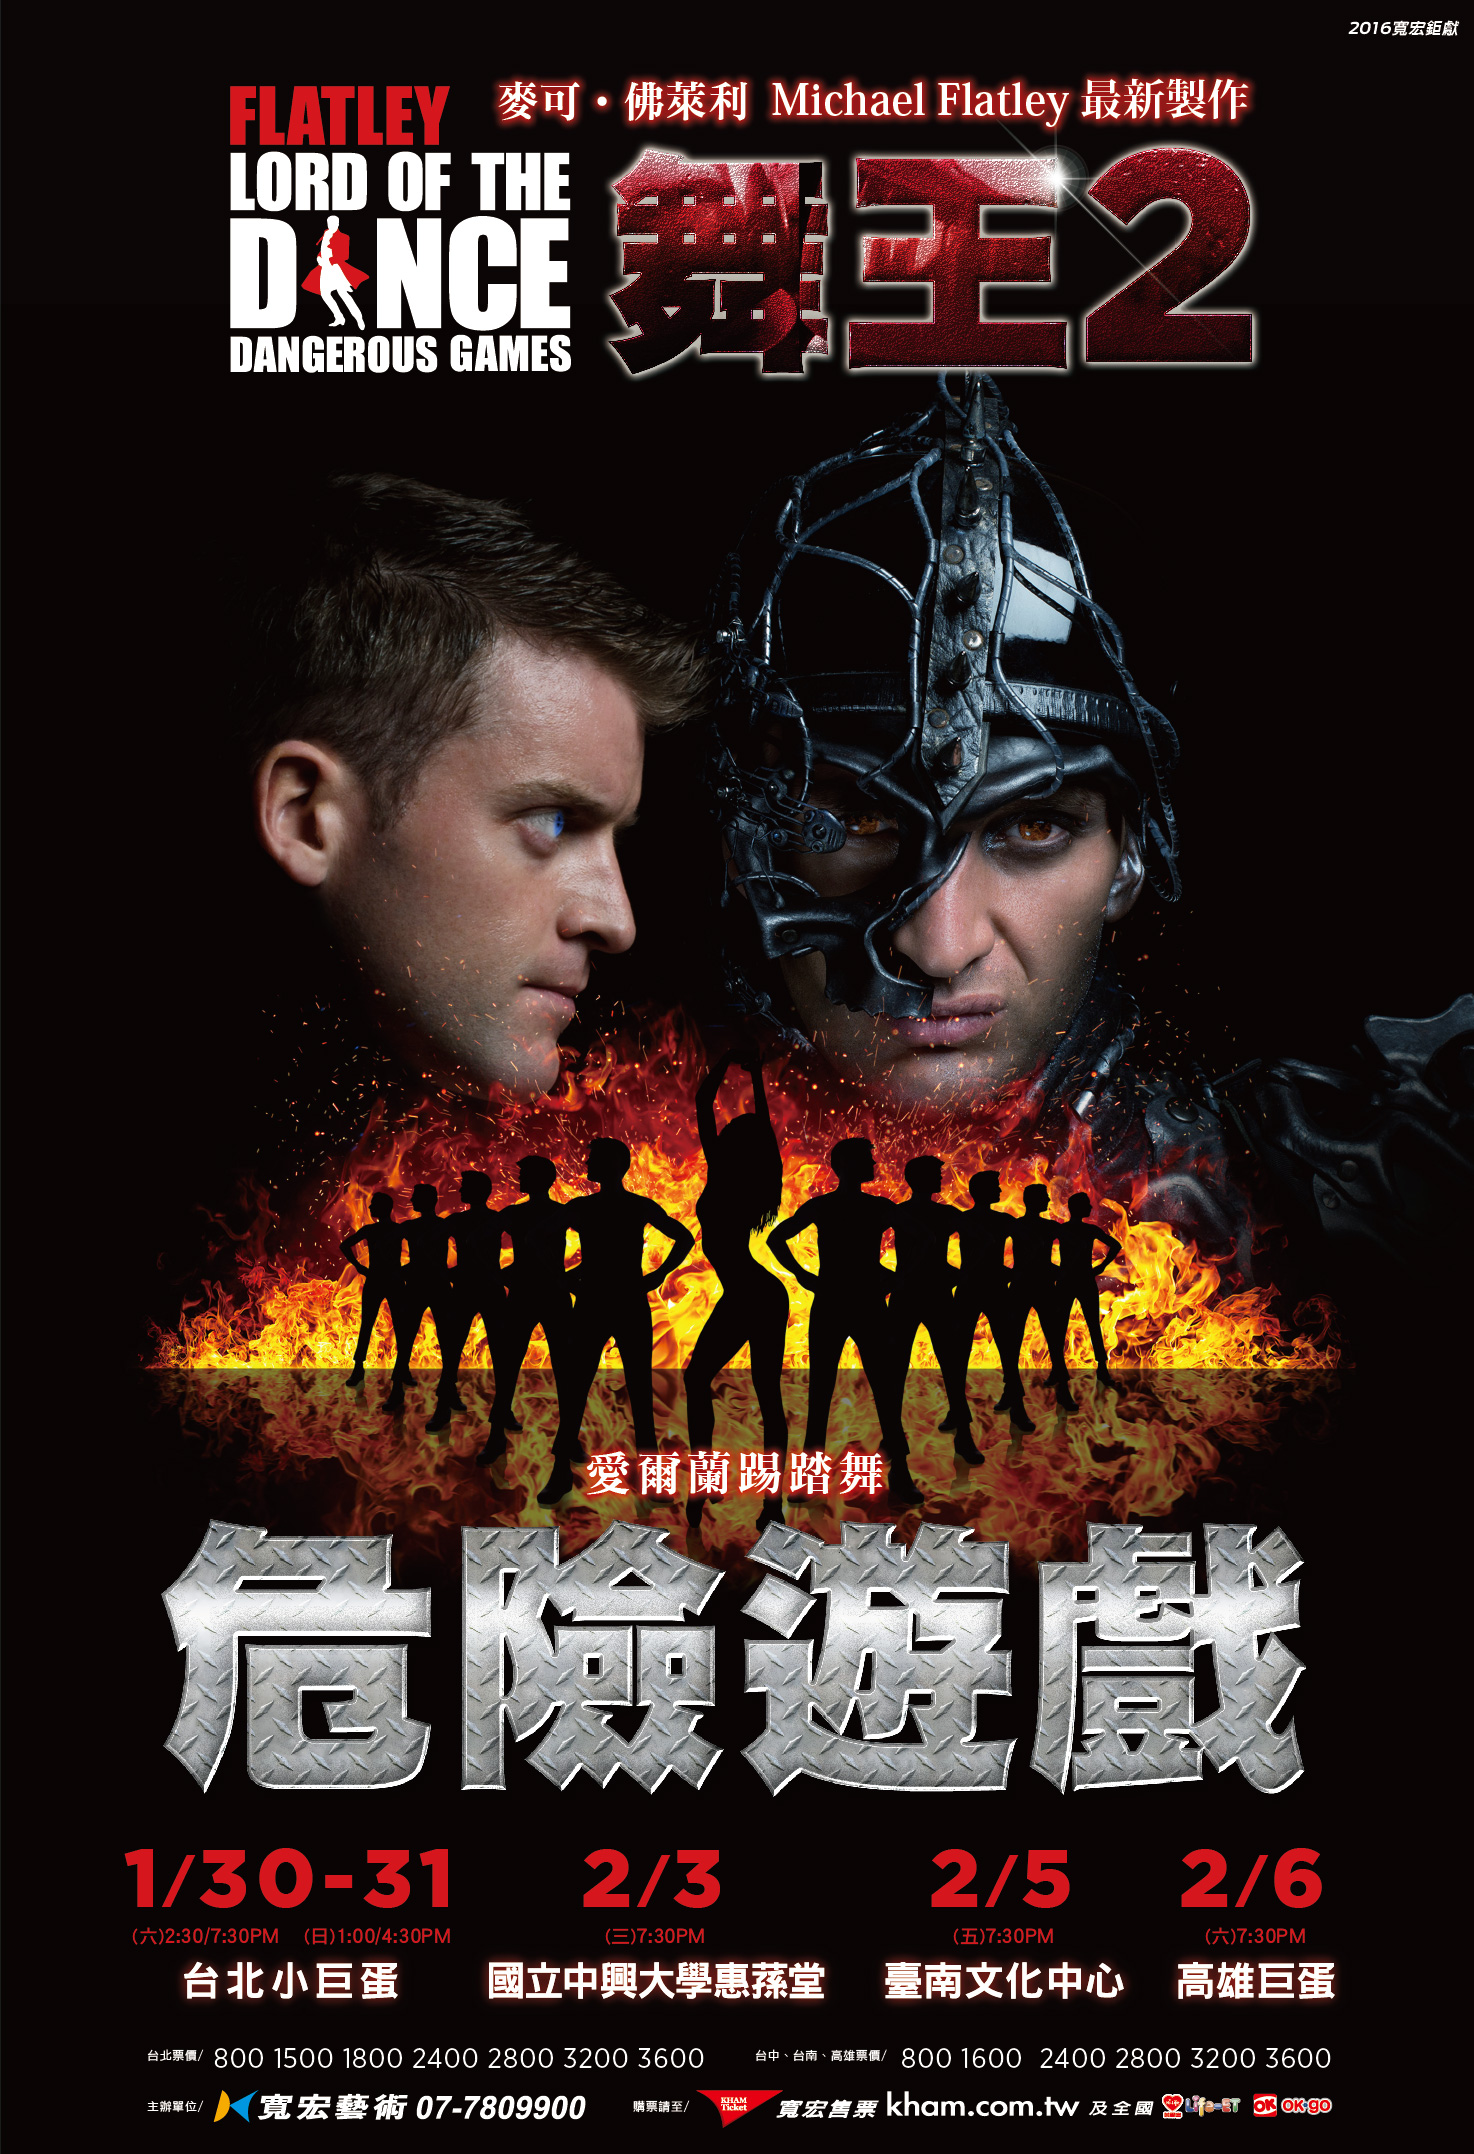 2016寬宏鉅獻
麥可・佛萊利 Michael Flatley 最新製作
FLATLEY
LORD OF THE
DANCE
DANGEROUS GAMES
舞王2
愛爾蘭踢踏舞
危險遊戲
1/30-31
(六)2:30/7:30PM (日)1:00/4:30PM
台北小巨蛋
2/3
(三)7:30PM
國立中興大學惠蓀堂
2/5
(五)7:30PM
臺南文化中心
2/6
(六)7:30PM
高雄巨蛋
台北票價/ 800 1500 1800 2400 2800 3200 3600
台中、台南、高雄票價/ 800 1600 2400 2800 3200 3600
主辦單位/ 寬宏藝術 07-7809900
購票請至/ KHAM Ticket 寬宏售票 kham.com.tw 及全國 Life-ET OK OK·go